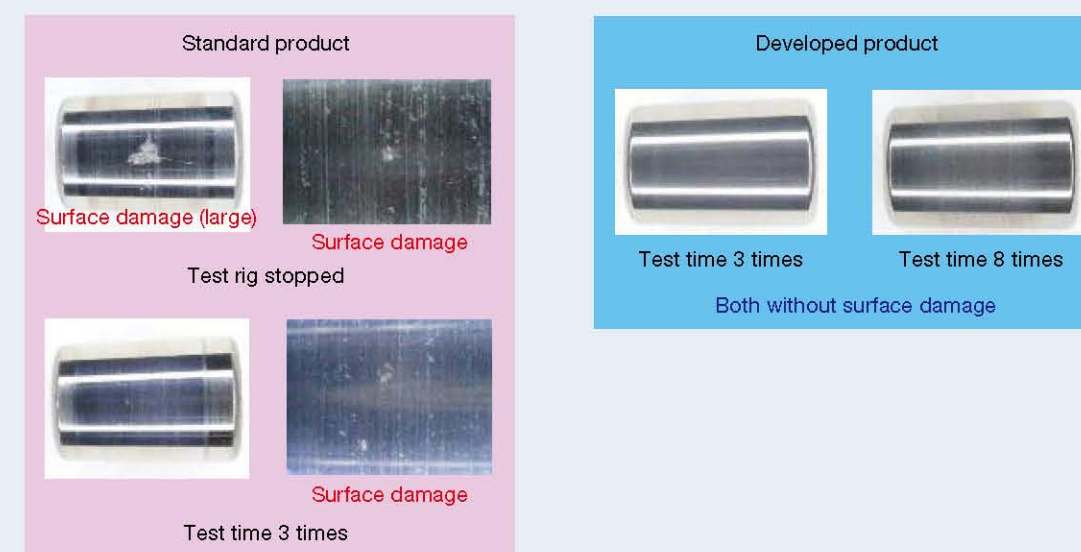 Standard product
Surface damage (large)
Surface damage
Test rig stopped
Surface damage
Test time 3 times
Developed product
Test time 3 times
Test time 8 times
Both without surface damage